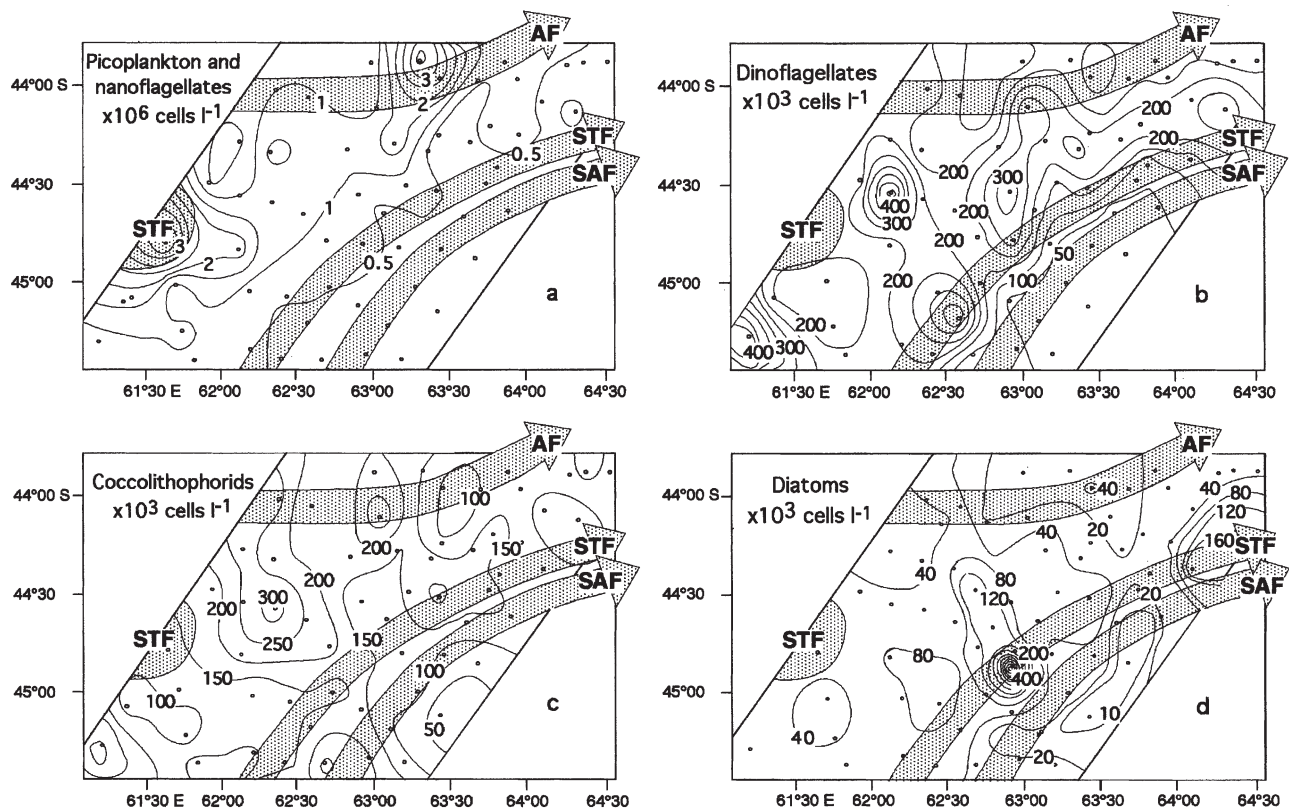 Picoplankton and
nanoflagellates
x10⁶ cells l⁻¹
AF
STF
SAF
STF
3
2
1
0.5
1
3
2
0.5
a
44°00 S
44°30
45°00
61°30 E 62°00 62°30 63°00 63°30 64°00 64°30
Dinoflagellates
x10³ cells l⁻¹
AF
STF
SAF
STF
200
200
200
200
200
300
400
300
200
200
50
100
200
200
400
300
b
44°00 S
44°30
45°00
61°30 E 62°00 62°30 63°00 63°30 64°00 64°30
Coccolithophorids
x10³ cells l⁻¹
AF
STF
SAF
STF
100
200
150
200
300
200
250
150
150
100
100
50
c
44°00 S
44°30
45°00
61°30 E 62°00 62°30 63°00 63°30 64°00 64°30
Diatoms
x10³ cells l⁻¹
AF
STF
SAF
STF
40
40
80
120
160
40
20
40
80
120
20
80
200
400
10
40
20
d
44°00 S
44°30
45°00
61°30 E 62°00 62°30 63°00 63°30 64°00 64°30